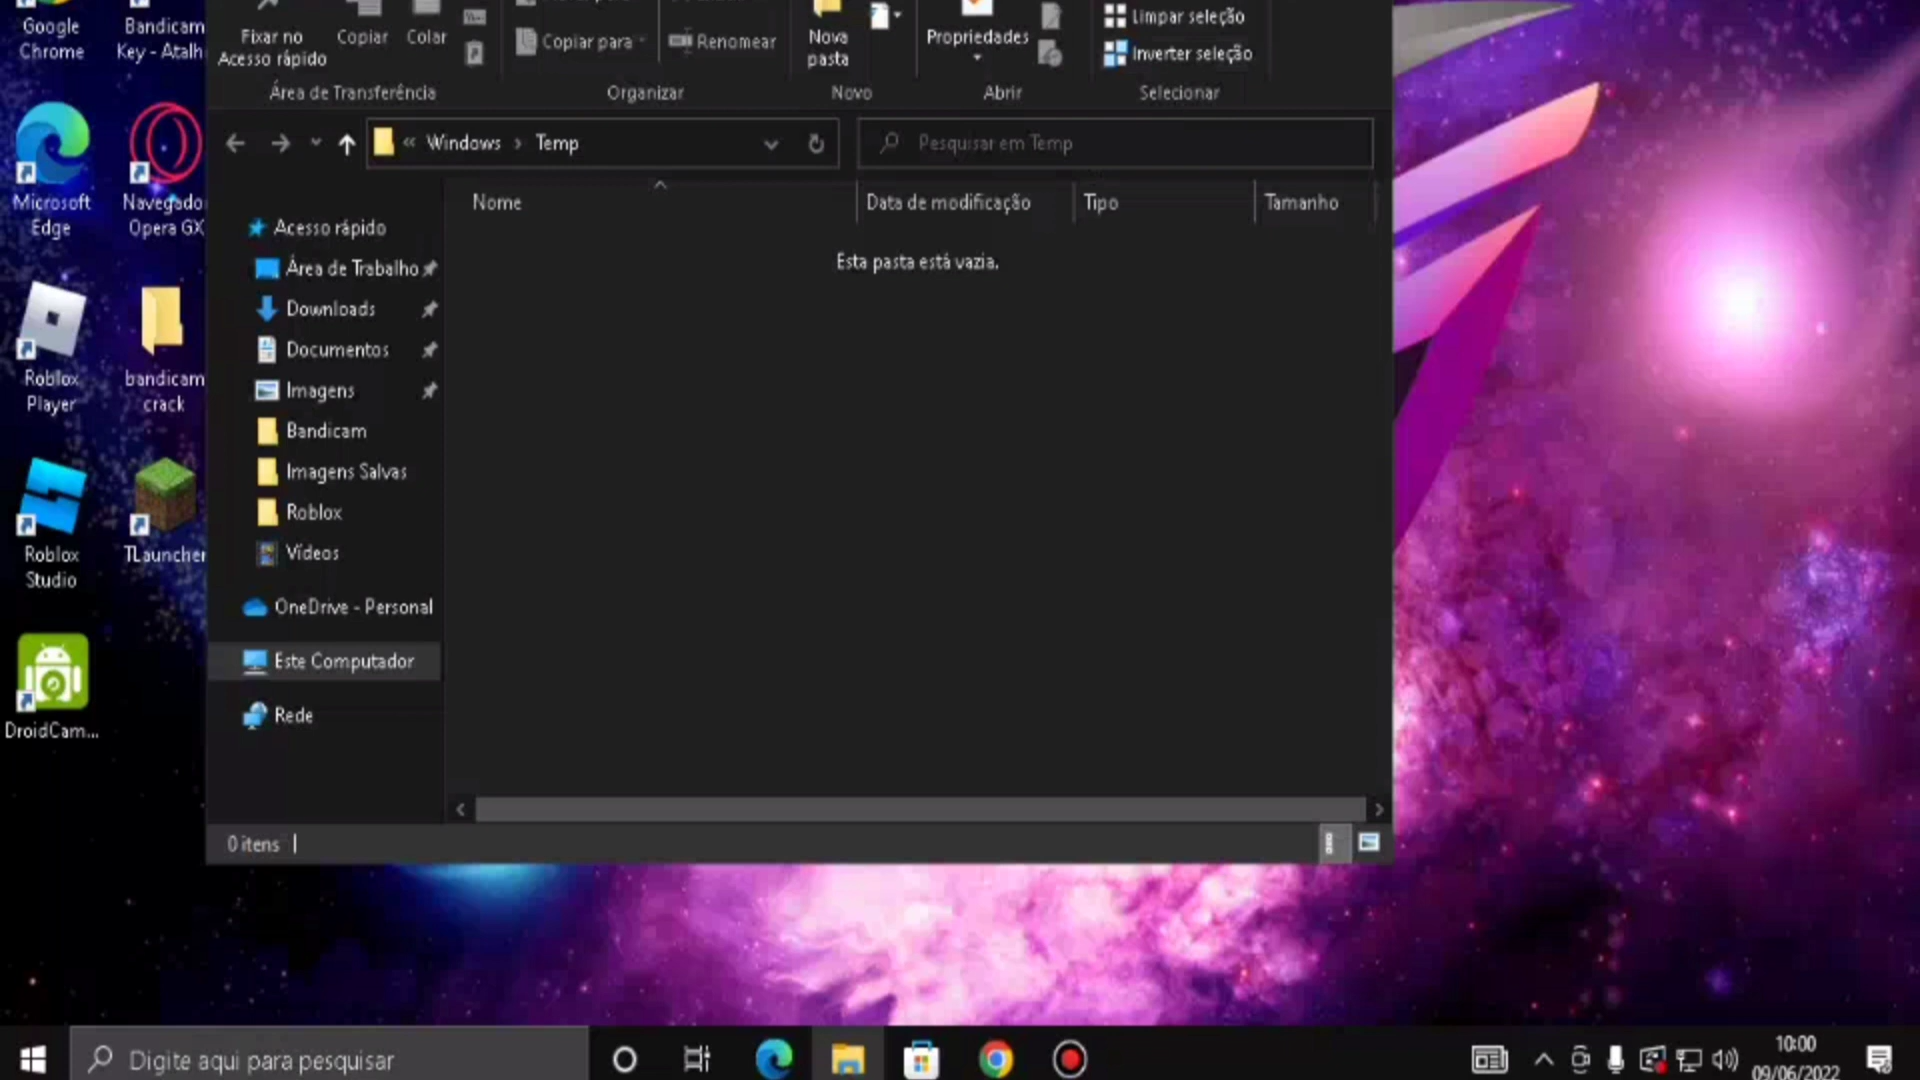 Google
Chrome
Bandicam
Key - Atalh
Microsoft
Edge
Navegado
Opera GX
Roblox
Player
bandicam
crack
Roblox
Studio
TLauncher
DroidCam...
Fixar no
Acesso rápido
Copiar
Colar
Copiar para
Renomear
Nova
pasta
Propriedades
Limpar seleção
Inverter seleção
Área de Transferência
Organizar
Novo
Abrir
Selecionar
« Windows › Temp
Pesquisar em Temp
Nome
Data de modificação
Tipo
Tamanho
Esta pasta está vazia.
Acesso rápido
Área de Trabalho
Downloads
Documentos
Imagens
Bandicam
Imagens Salvas
Roblox
Vídeos
OneDrive - Personal
Este Computador
Rede
0 itens
Digite aqui para pesquisar
10:00
09/06/2022